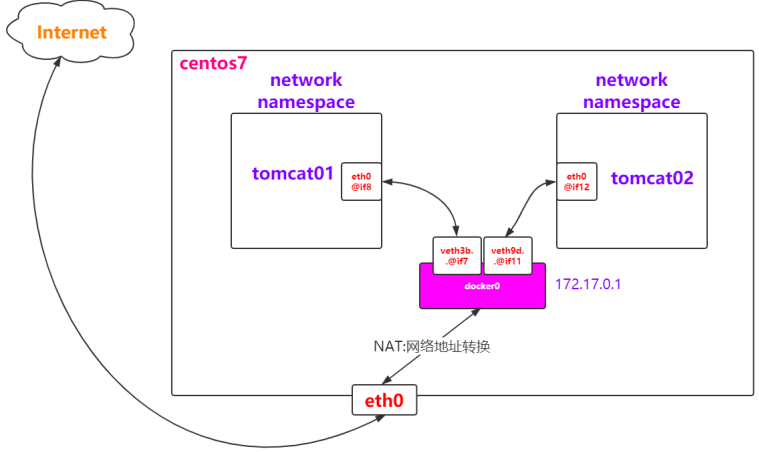 Internet
centos7
network
namespace
network
namespace
tomcat01
eth0
@if8
eth0
@if12
tomcat02
veth3b.
.@if7
veth9d.
.@if11
docker0
172.17.0.1
NAT:网络地址转换
eth0